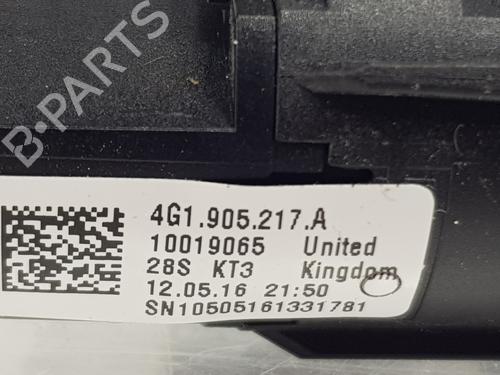 B-PARTS
4G1.905.217.A
10019065 United
28S KT3 Kingdom
12.05.16 21:50
SN10505161331781